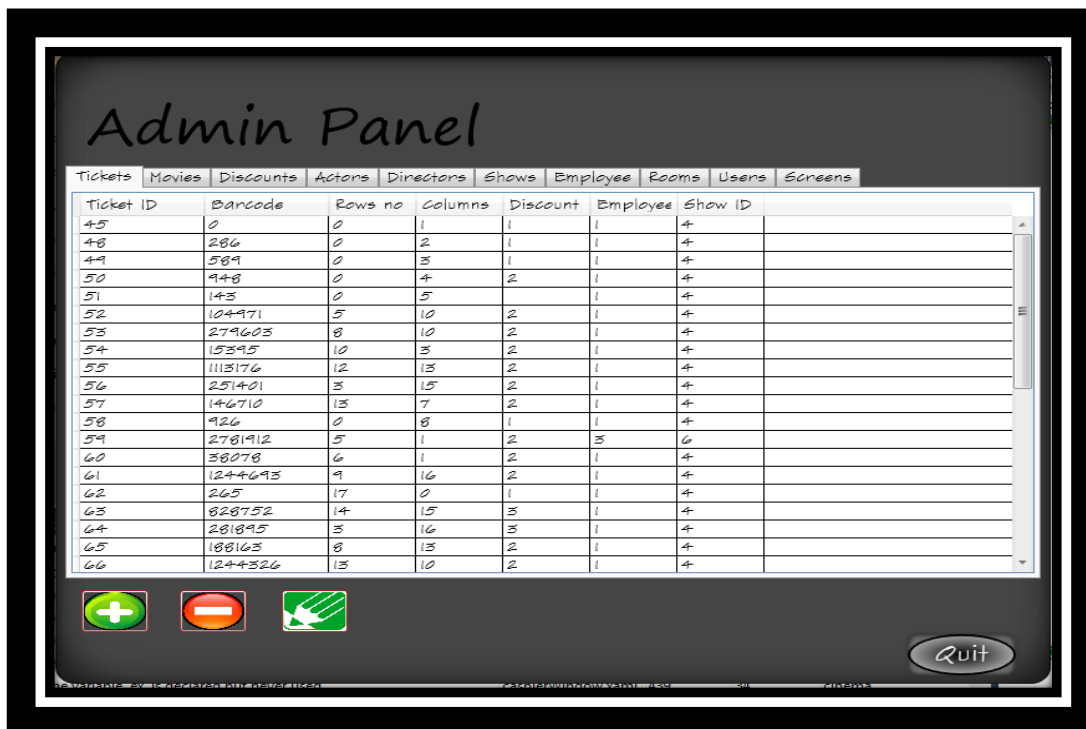 Admin Panel
Tickets Movies Discounts Actors Directors Shows Employee Rooms Users Screens
Ticket ID Barcode Rows no Columns Discount Employee Show ID
45 0 0 1 1 1 4
48 286 0 2 1 1 4
49 589 0 3 1 1 4
50 948 0 4 2 1 4
51 143 0 5 1 4
52 104971 5 10 2 1 4
53 279603 8 10 2 1 4
54 15395 10 3 2 1 4
55 1113176 12 13 2 1 4
56 251401 3 15 2 1 4
57 146710 13 7 2 1 4
58 926 0 8 1 1 4
59 2781912 5 1 2 3 6
60 38078 6 1 2 1 4
61 1244693 9 16 2 1 4
62 265 17 0 1 1 4
63 828752 14 15 3 1 4
64 281895 3 16 3 1 4
65 188163 8 13 2 1 4
66 1244326 13 10 2 1 4
Quit